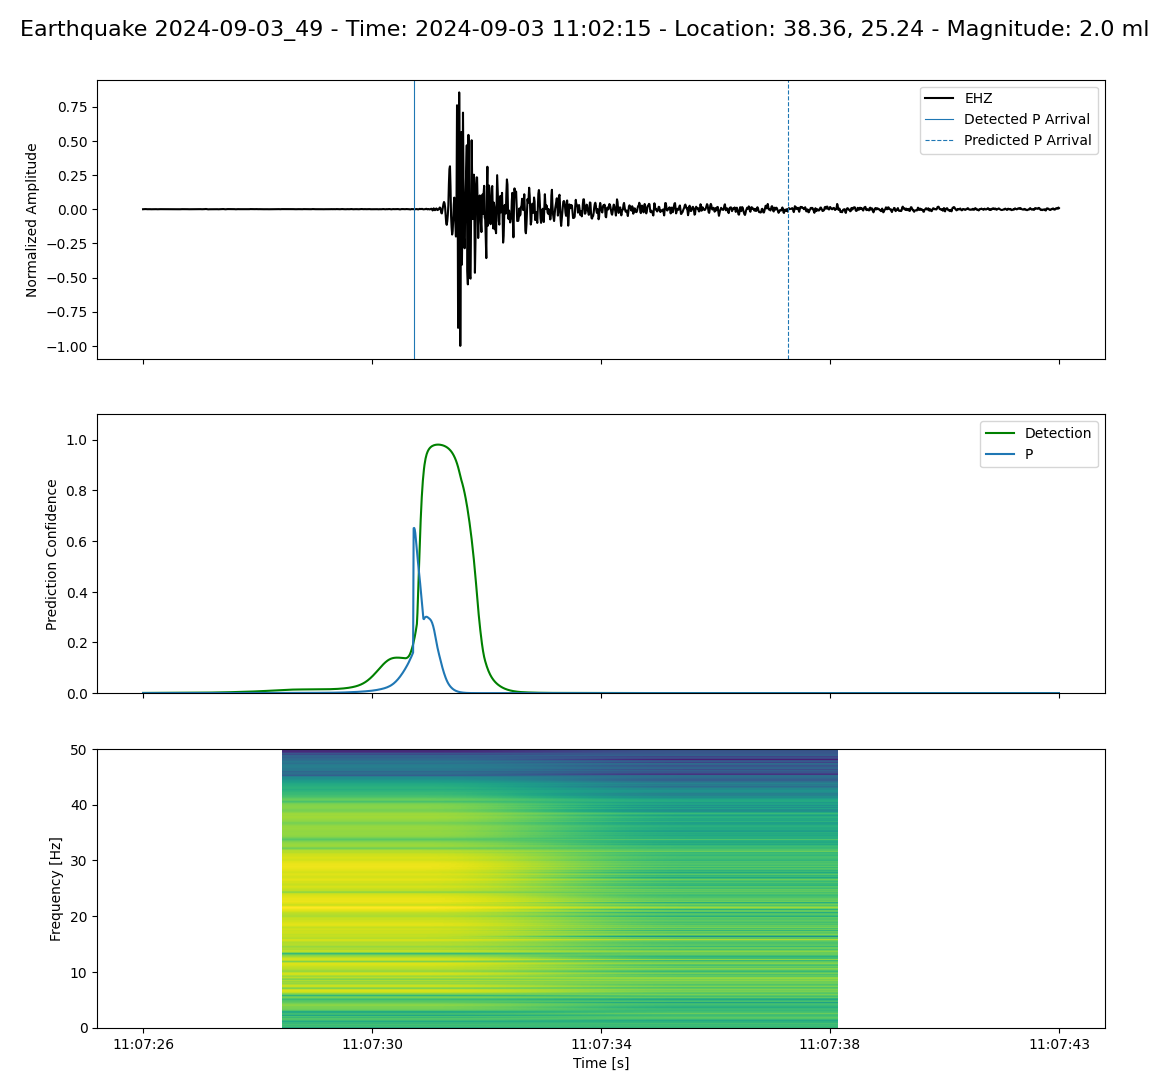 Earthquake 2024-09-03_49 - Time: 2024-09-03 11:02:15 - Location: 38.36, 25.24 - Magnitude: 2.0 ml
EHZ
Detected P Arrival
Predicted P Arrival
Normalized Amplitude
0.75
0.50
0.25
0.00
−0.25
−0.50
−0.75
−1.00
Detection
P
Prediction Confidence
1.0
0.8
0.6
0.4
0.2
0.0
Frequency [Hz]
50
40
30
20
10
0
11:07:26 11:07:30 11:07:34 11:07:38 11:07:43
Time [s]